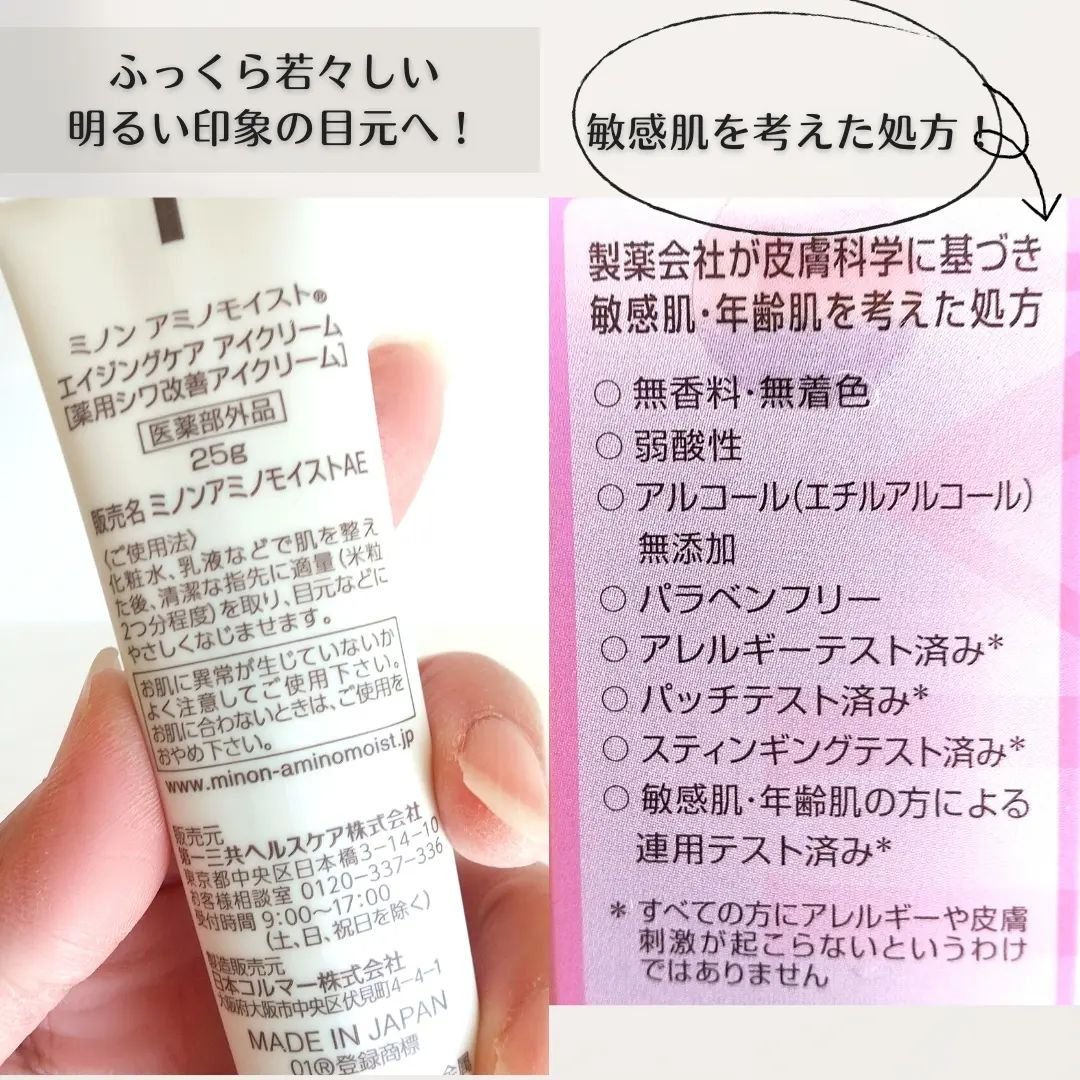 ふっくら若々しい
明るい印象の目元へ！
敏感肌を考えた処方！
ミノン アミノモイスト®
エイジングケア アイクリーム
[薬用シワ改善アイクリーム]
医薬部外品
25g
販売名 ミノンアミノモイストAE
〈ご使用法〉
化粧水、乳液などで肌を整え
た後、清潔な指先に適量(米粒
2つ分程度)を取り、目元などに
やさしくなじませます。
お肌に異常が生じていないか
よく注意してご使用下さい。
お肌に合わないときは、ご使用を
おやめ下さい。
www.minon-aminomoist.jp
販売元
第一三共ヘルスケア株式会社
東京都中央区日本橋3-14-10
お客様相談室 0120-337-336
受付時間 9:00〜17:00
(土、日、祝日を除く)
製造販売元
日本コルマー株式会社
大阪府大阪市中央区伏見町4-4-1
MADE IN JAPAN
01®登録商標
製薬会社が皮膚科学に基づき
敏感肌・年齢肌を考えた処方
○ 無香料・無着色
○ 弱酸性
○ アルコール(エチルアルコール)
無添加
○ パラベンフリー
○ アレルギーテスト済み*
○ パッチテスト済み*
○ スティンギングテスト済み*
○ 敏感肌・年齢肌の方による
連用テスト済み*
* すべての方にアレルギーや皮膚
刺激が起こらないというわけ
ではありません